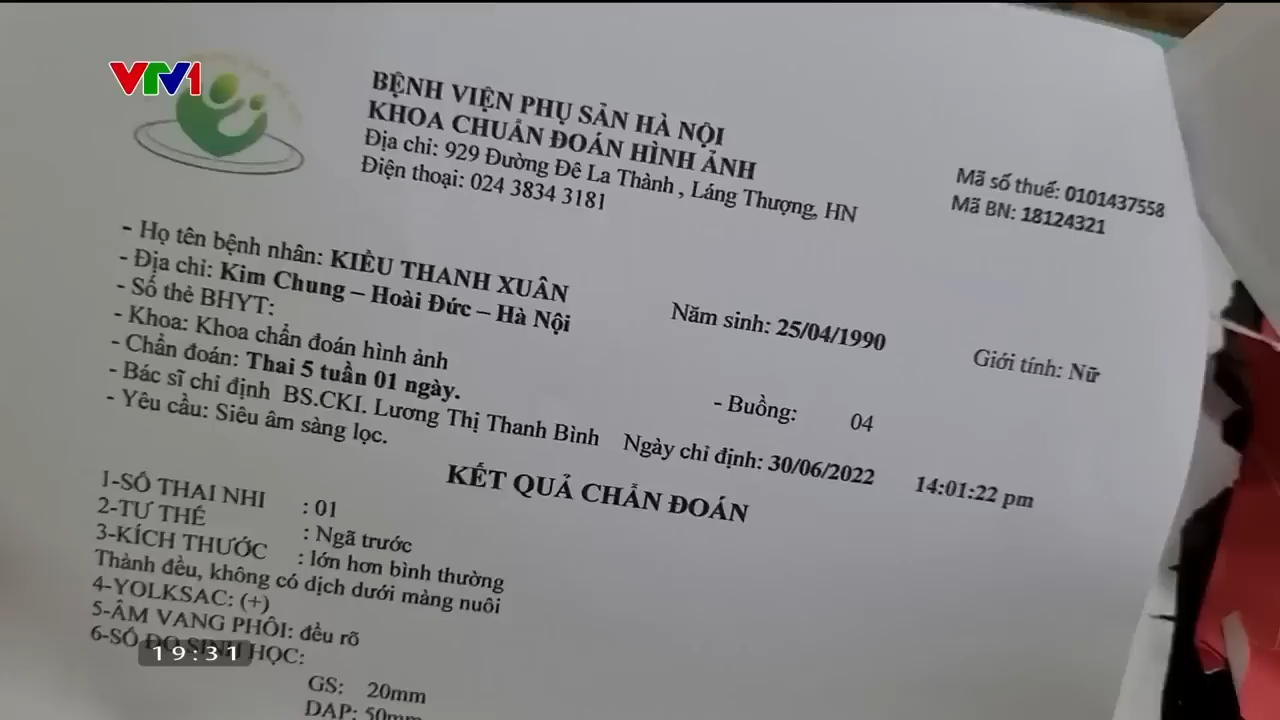 VTV1
BỆNH VIỆN PHỤ SẢN HÀ NỘI
KHOA CHUẨN ĐOÁN HÌNH ẢNH
Địa chỉ: 929 Đường Đê La Thành , Láng Thượng, HN
Điện thoại: 024 3834 3181
Mã số thuế: 0101437558
Mã BN: 18124321
- Họ tên bệnh nhân: KIỀU THANH XUÂN
Năm sinh: 25/04/1990
Giới tính: Nữ
- Địa chỉ: Kim Chung – Hoài Đức – Hà Nội
- Số thẻ BHYT:
- Khoa: Khoa chẩn đoán hình ảnh
- Buồng: 04
- Chẩn đoán: Thai 5 tuần 01 ngày.
- Bác sĩ chỉ định BS.CKI. Lương Thị Thanh Bình Ngày chỉ định: 30/06/2022 14:01:22 pm
- Yêu cầu: Siêu âm sàng lọc.
KẾT QUẢ CHẨN ĐOÁN
1-SỐ THAI NHI : 01
2-TƯ THẾ : Ngã trước
3-KÍCH THƯỚC : lớn hơn bình thường
Thành đều, không có dịch dưới màng nuôi
4-YOLKSAC: (+)
5-ÂM VANG PHÔI: đều rõ
6-SỐ ĐO SINH HỌC:
19:31
GS: 20mm
DAP: 50mm